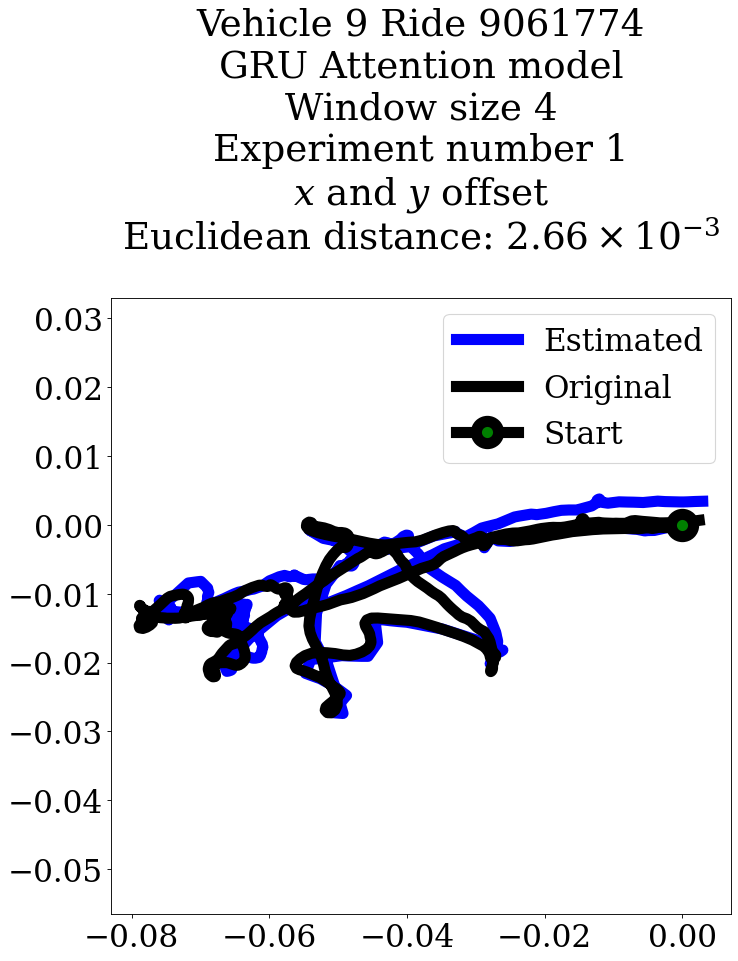 Vehicle 9 Ride 9061774
GRU Attention model
Window size 4
Experiment number 1
x and y offset
Euclidean distance: 2.66 × 10⁻³
Estimated
Original
Start
0.03
0.02
0.01
0.00
−0.01
−0.02
−0.03
−0.04
−0.05
−0.08 −0.06 −0.04 −0.02 0.00